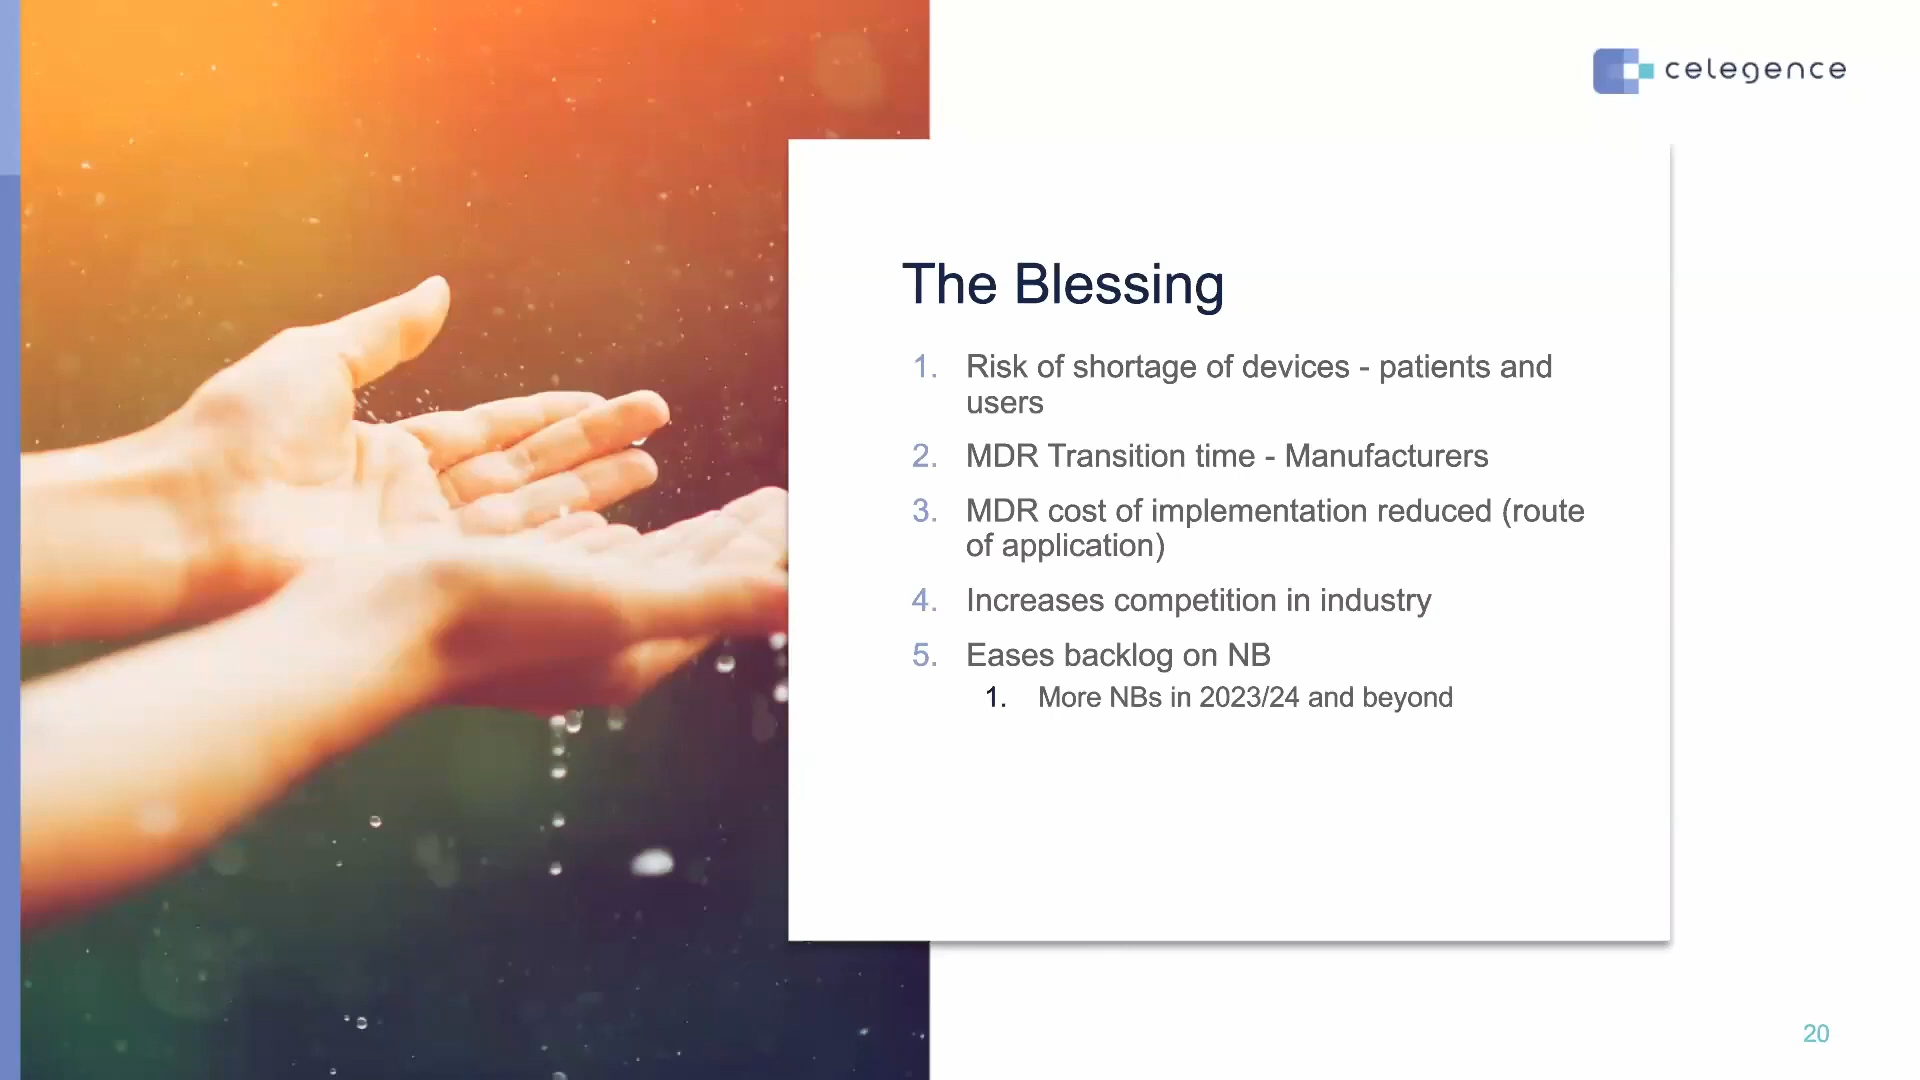 celegence
The Blessing
1. Risk of shortage of devices - patients and
users
2. MDR Transition time - Manufacturers
3. MDR cost of implementation reduced (route
of application)
4. Increases competition in industry
5. Eases backlog on NB
1. More NBs in 2023/24 and beyond
20